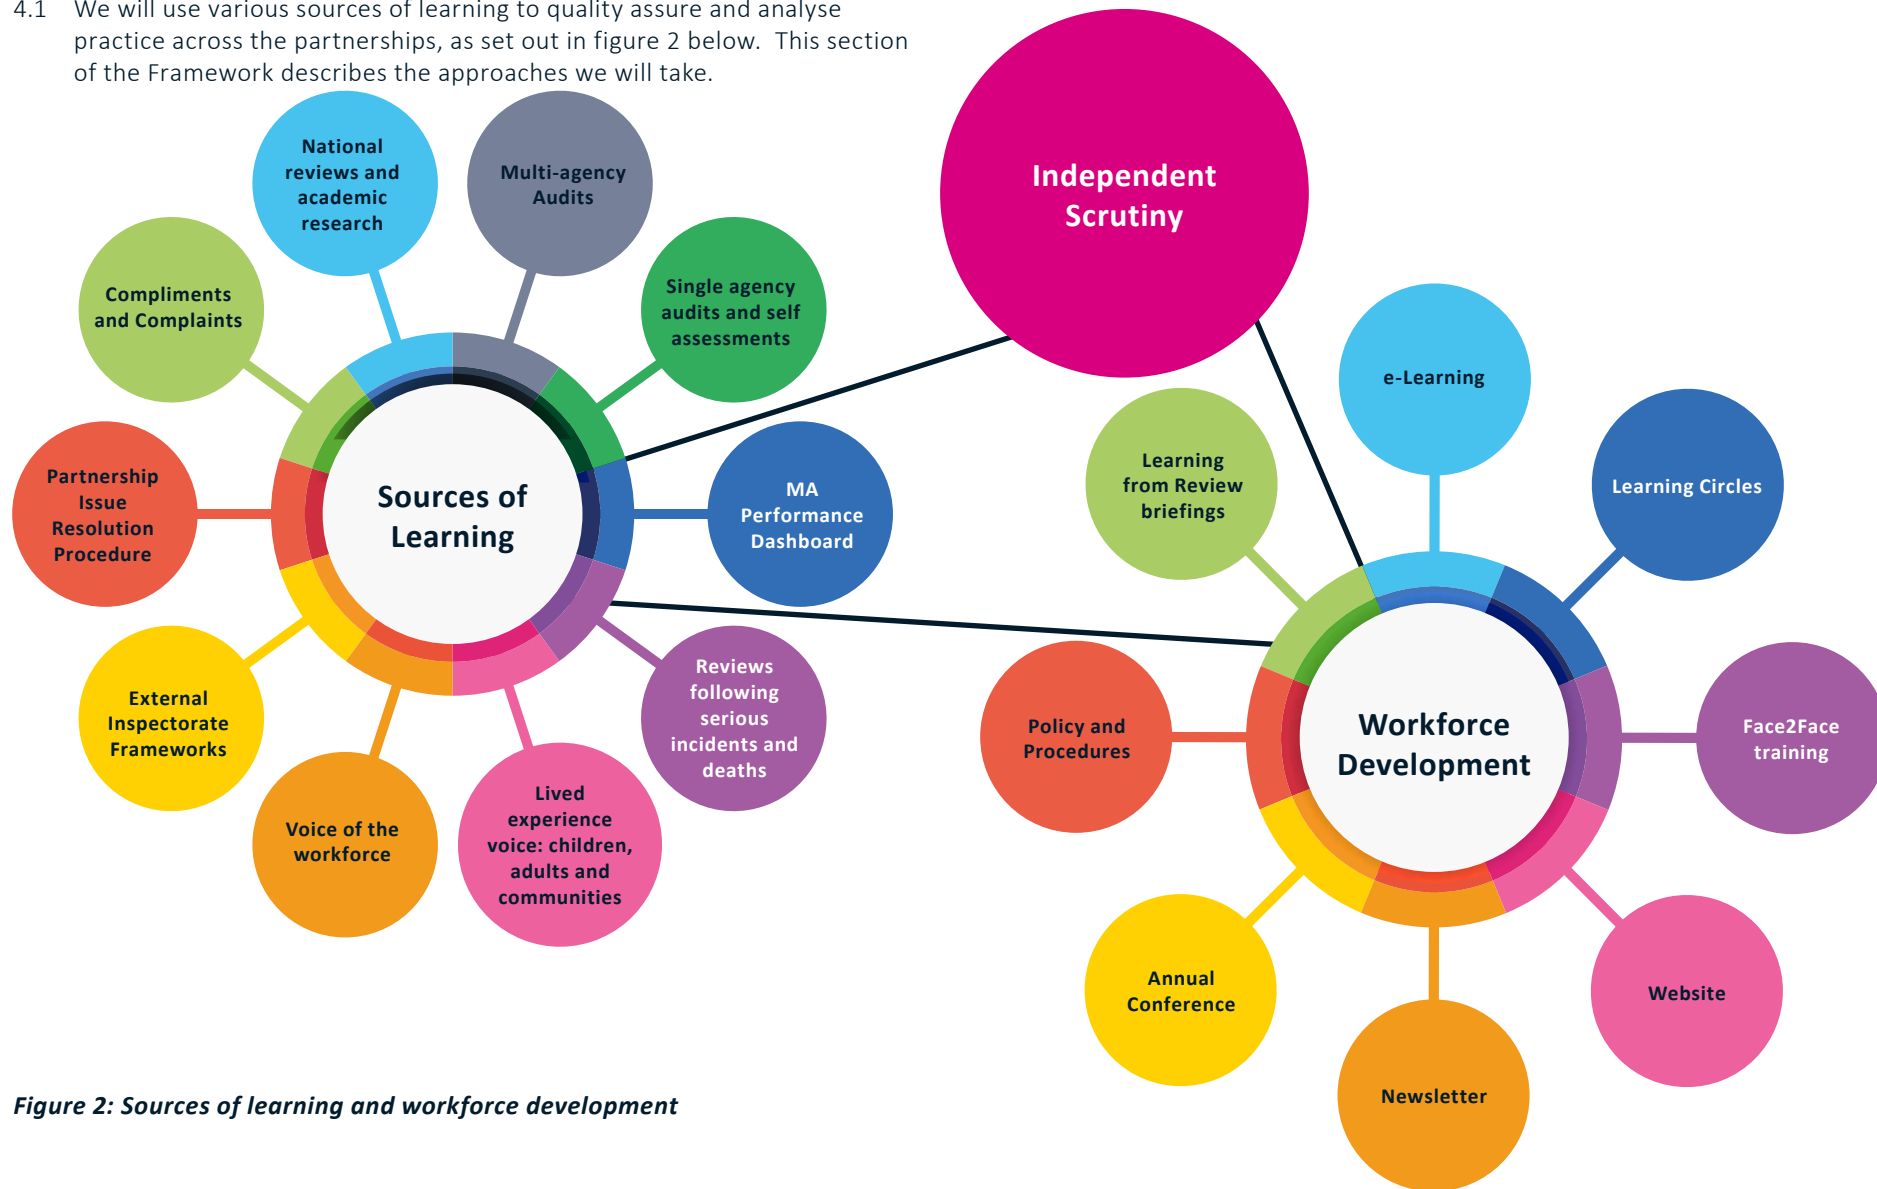 4.1 We will use various sources of learning to quality assure and analyse
practice across the partnerships, as set out in figure 2 below. This section
of the Framework describes the approaches we will take.
National
reviews and
academic
research
Multi-agency
Audits
Compliments
and Complaints
Single agency
audits and self
assessments
Partnership
Issue
Resolution
Procedure
Sources of
Learning
MA
Performance
Dashboard
External
Inspectorate
Frameworks
Reviews
following
serious
incidents and
deaths
Voice of the
workforce
Lived
experience
voice: children,
adults and
communities
Independent
Scrutiny
e-Learning
Learning
from Review
briefings
Learning Circles
Policy and
Procedures
Workforce
Development
Face2Face
training
Annual
Conference
Website
Newsletter
Figure 2: Sources of learning and workforce development